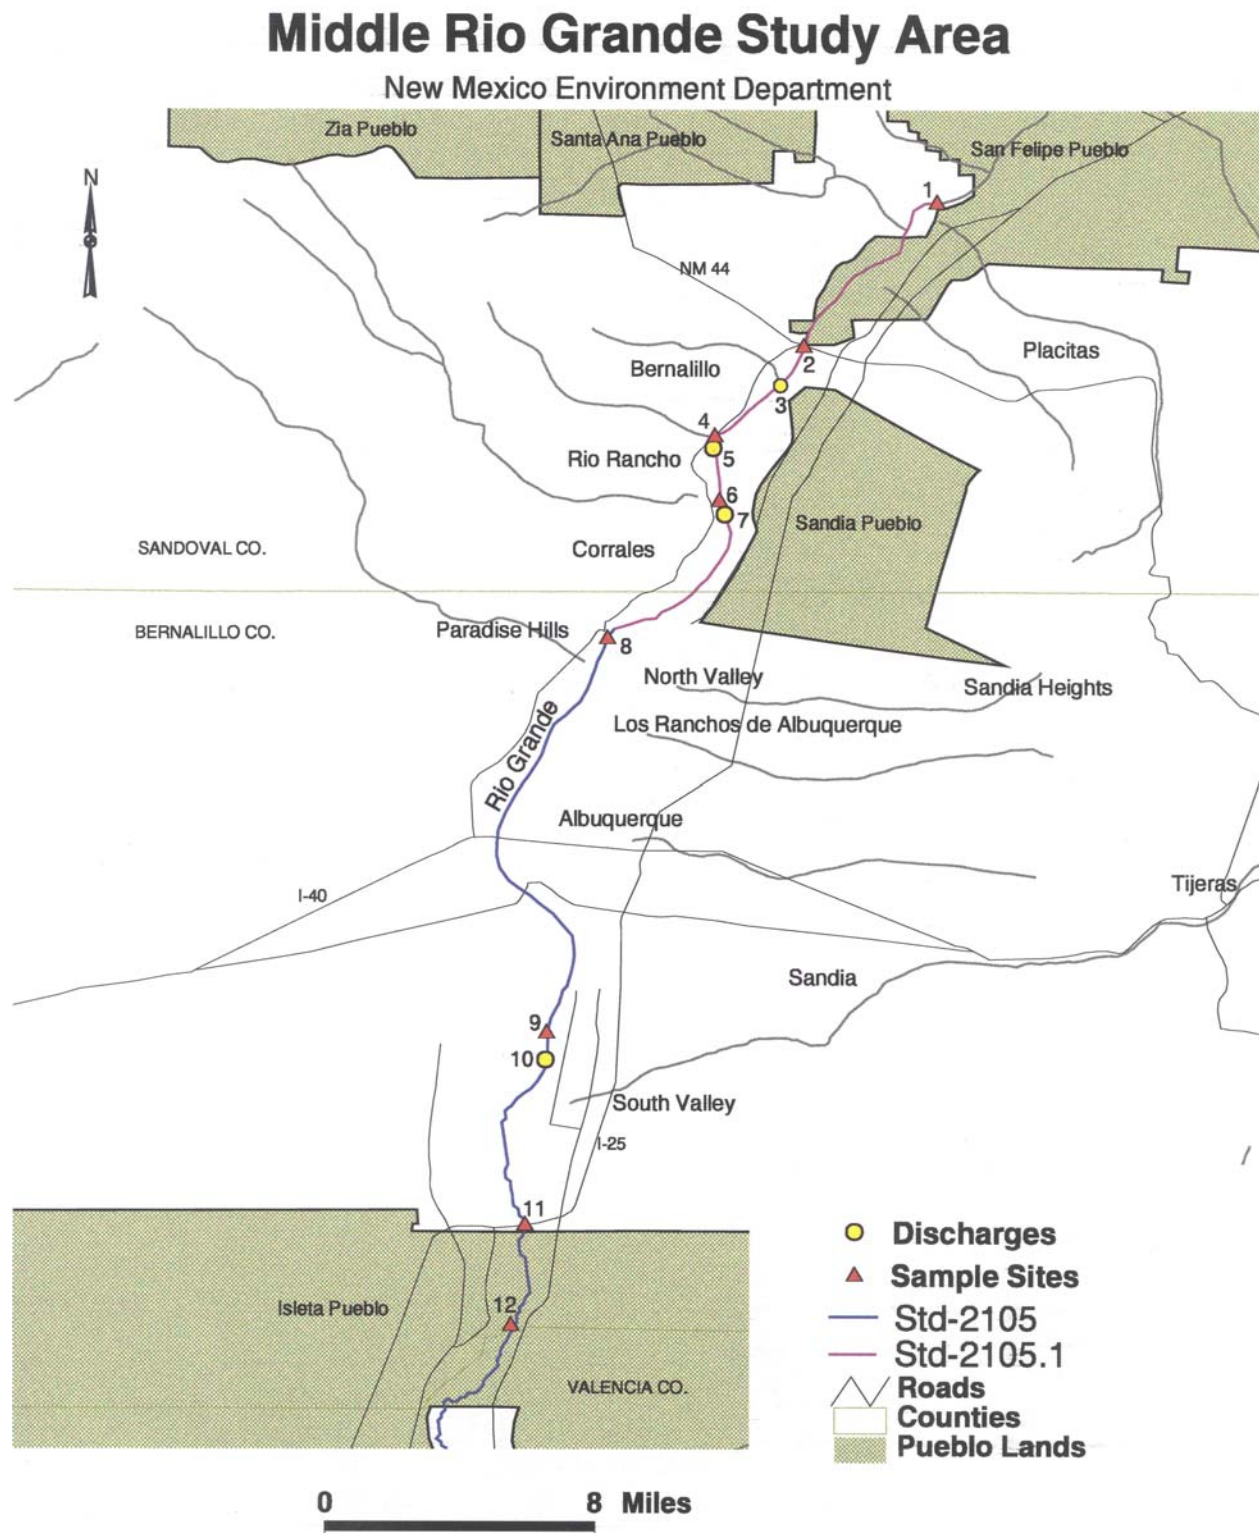 Middle Rio Grande Study Area
New Mexico Environment Department
Zia Pueblo
Santa Ana Pueblo
San Felipe Pueblo
N
1
NM 44
2
Placitas
Bernalillo
3
4
Rio Rancho
5
6
7
Sandia Pueblo
SANDOVAL CO.
Corrales
BERNALILLO CO.
Paradise Hills
8
North Valley
Sandia Heights
Los Ranchos de Albuquerque
Rio Grande
Albuquerque
I-40
Tijeras
Sandia
9
10
South Valley
I-25
11
Discharges
Sample Sites
Isleta Pueblo
12
Std-2105
Std-2105.1
VALENCIA CO.
Roads
Counties
Pueblo Lands
0 8 Miles